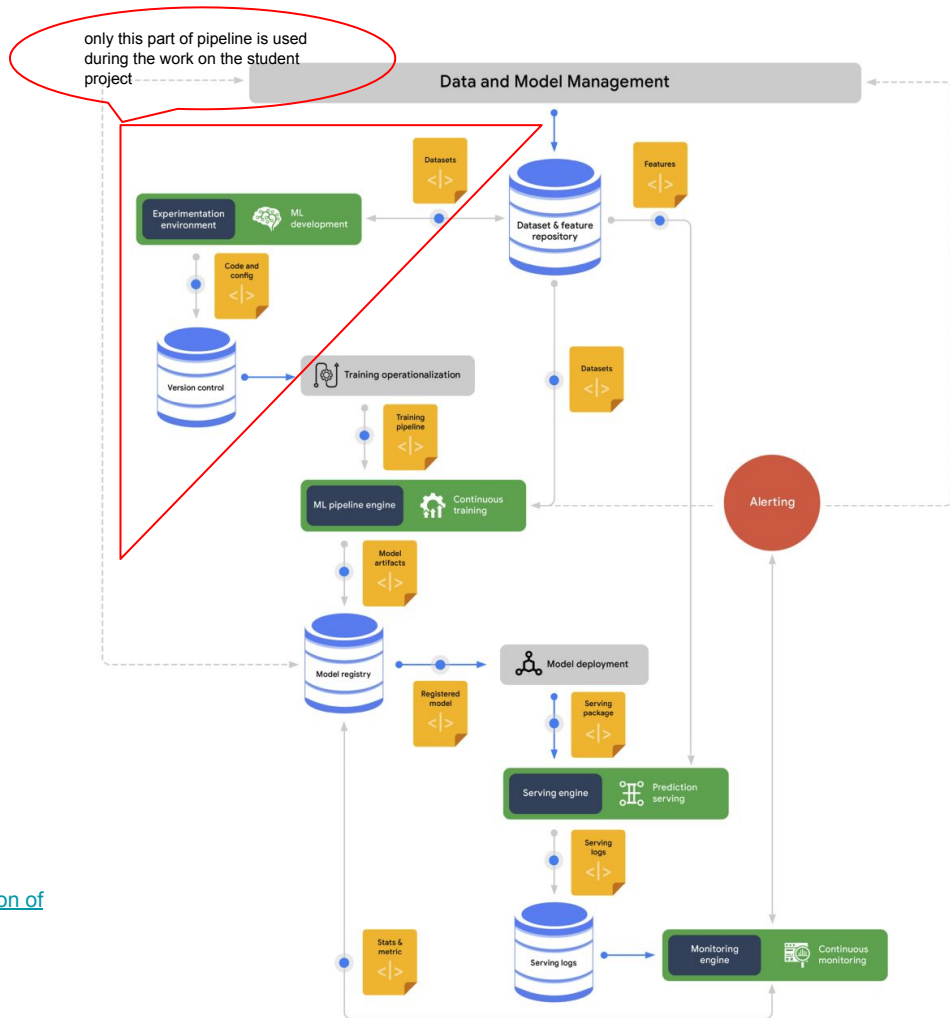 only this part of pipeline is used
during the work on the student
project
Data and Model Management
Datasets
</>
Features
</>
Experimentation
environment
ML
development
Dataset & feature
repository
Code and
config
</>
Version control
Training operationalization
Datasets
</>
Training
pipeline
</>
ML pipeline engine
Continuous
training
Alerting
Model
artifacts
</>
Model registry
Model deployment
Registered
model
</>
Serving
package
</>
Serving engine
Prediction
serving
Serving
logs
</>
on of
Stats &
metric
</>
Serving logs
Monitoring
engine
Continuous
monitoring